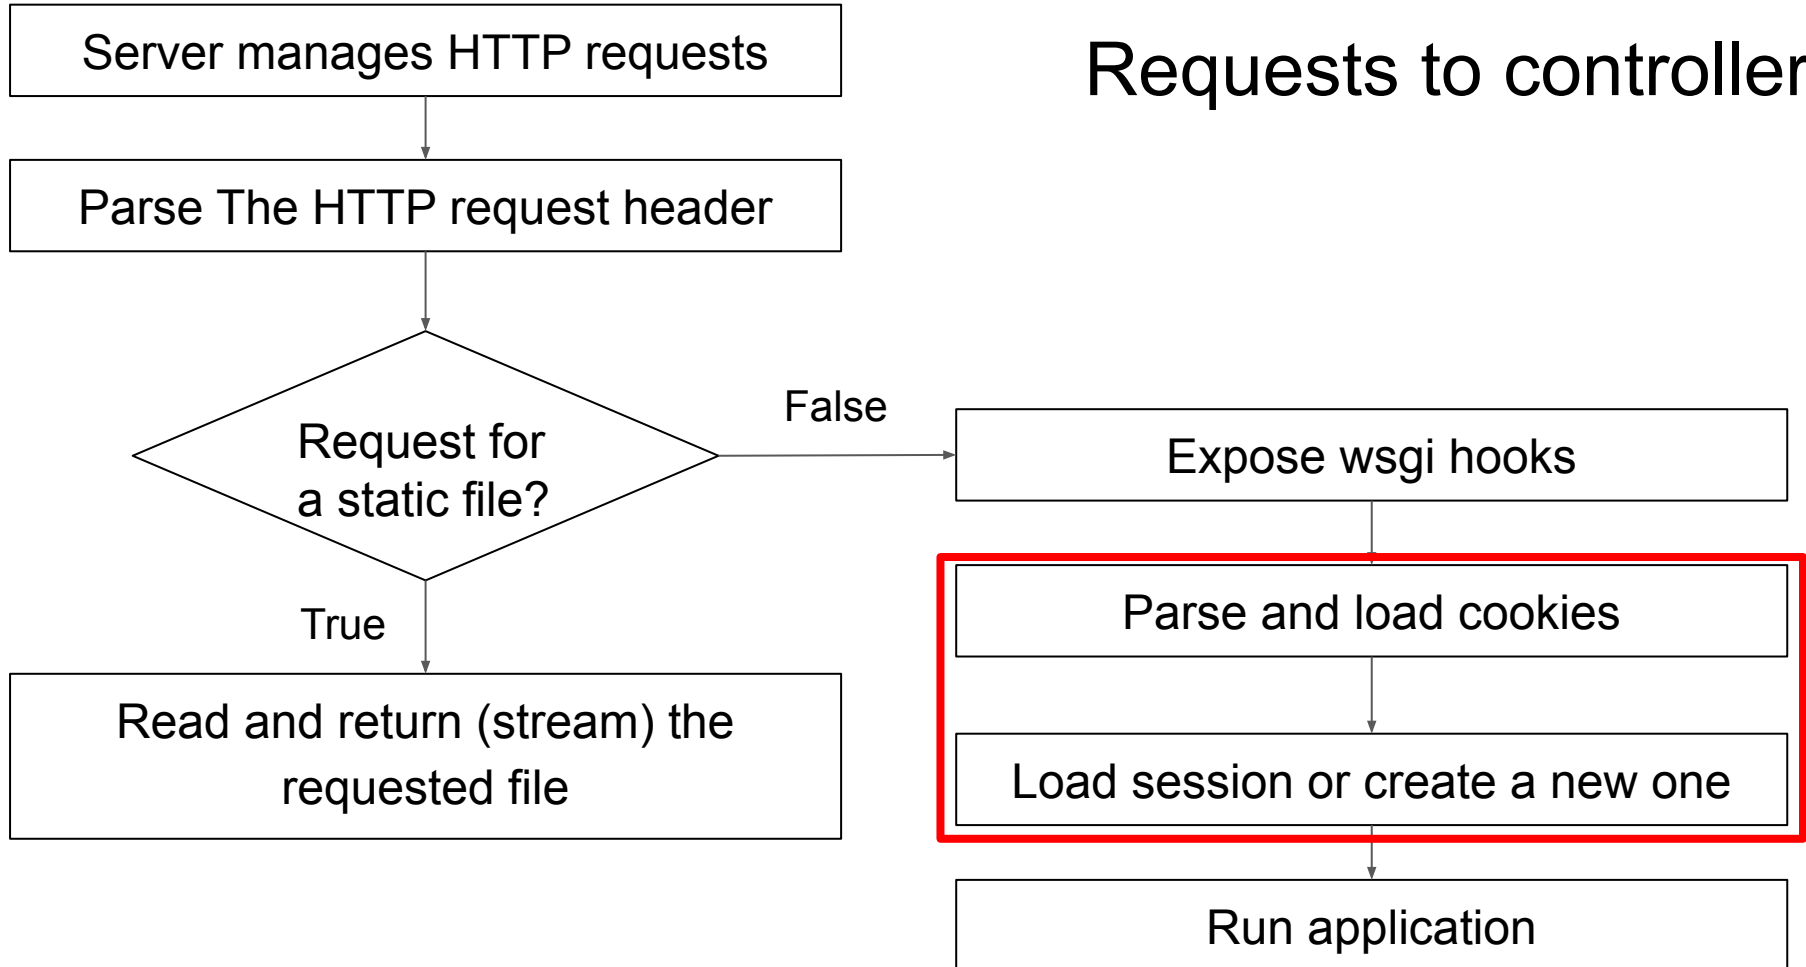 Requests to controller
Server manages HTTP requests
Parse The HTTP request header
Request for
a static file?
False
True
Read and return (stream) the
requested file
Expose wsgi hooks
Parse and load cookies
Load session or create a new one
Run application